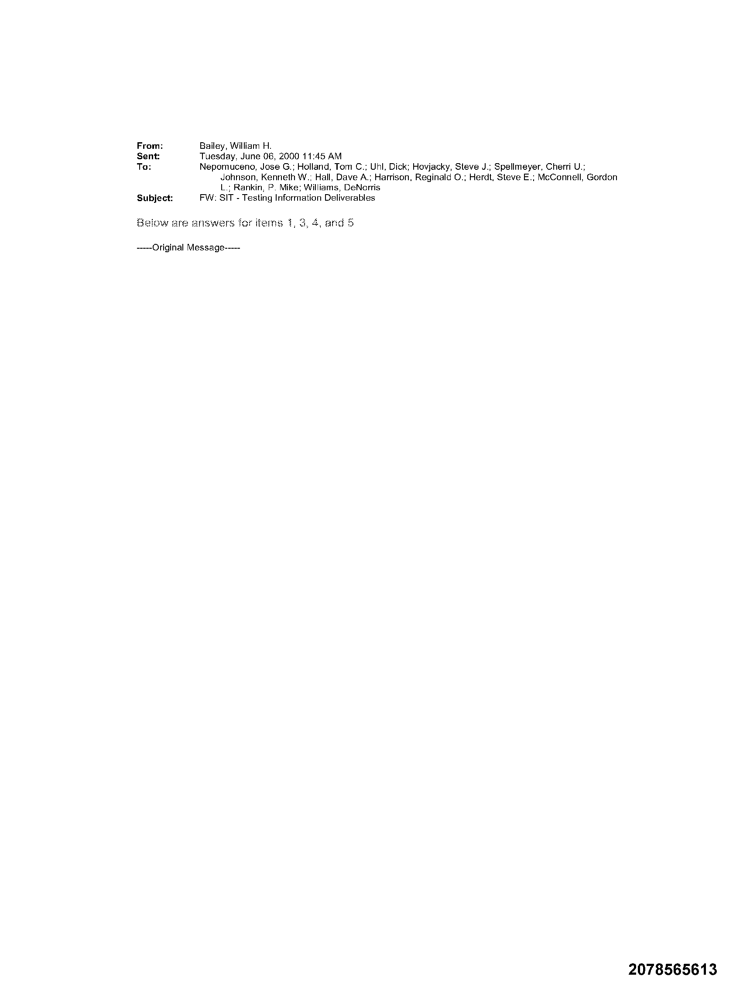 From: Bailey, William H.
Sent: Tuesday, June 06, 2000 11:45 AM
To: Nepomuceno, Jose G.; Holland, Tom C.; Uhl, Dick; Hovjacky, Steve J.; Spellmeyer, Cherri U.;
Johnson, Kenneth W.; Hall, Dave A.; Harrison, Reginald O.; Herdt, Steve E.; McConnell, Gordon
L.; Rankin, P. Mike; Williams, DeNorris
Subject: FW: SIT - Testing Information Deliverables
Below are answers for items 1, 3, 4, and 5
-----Original Message-----
2078565613